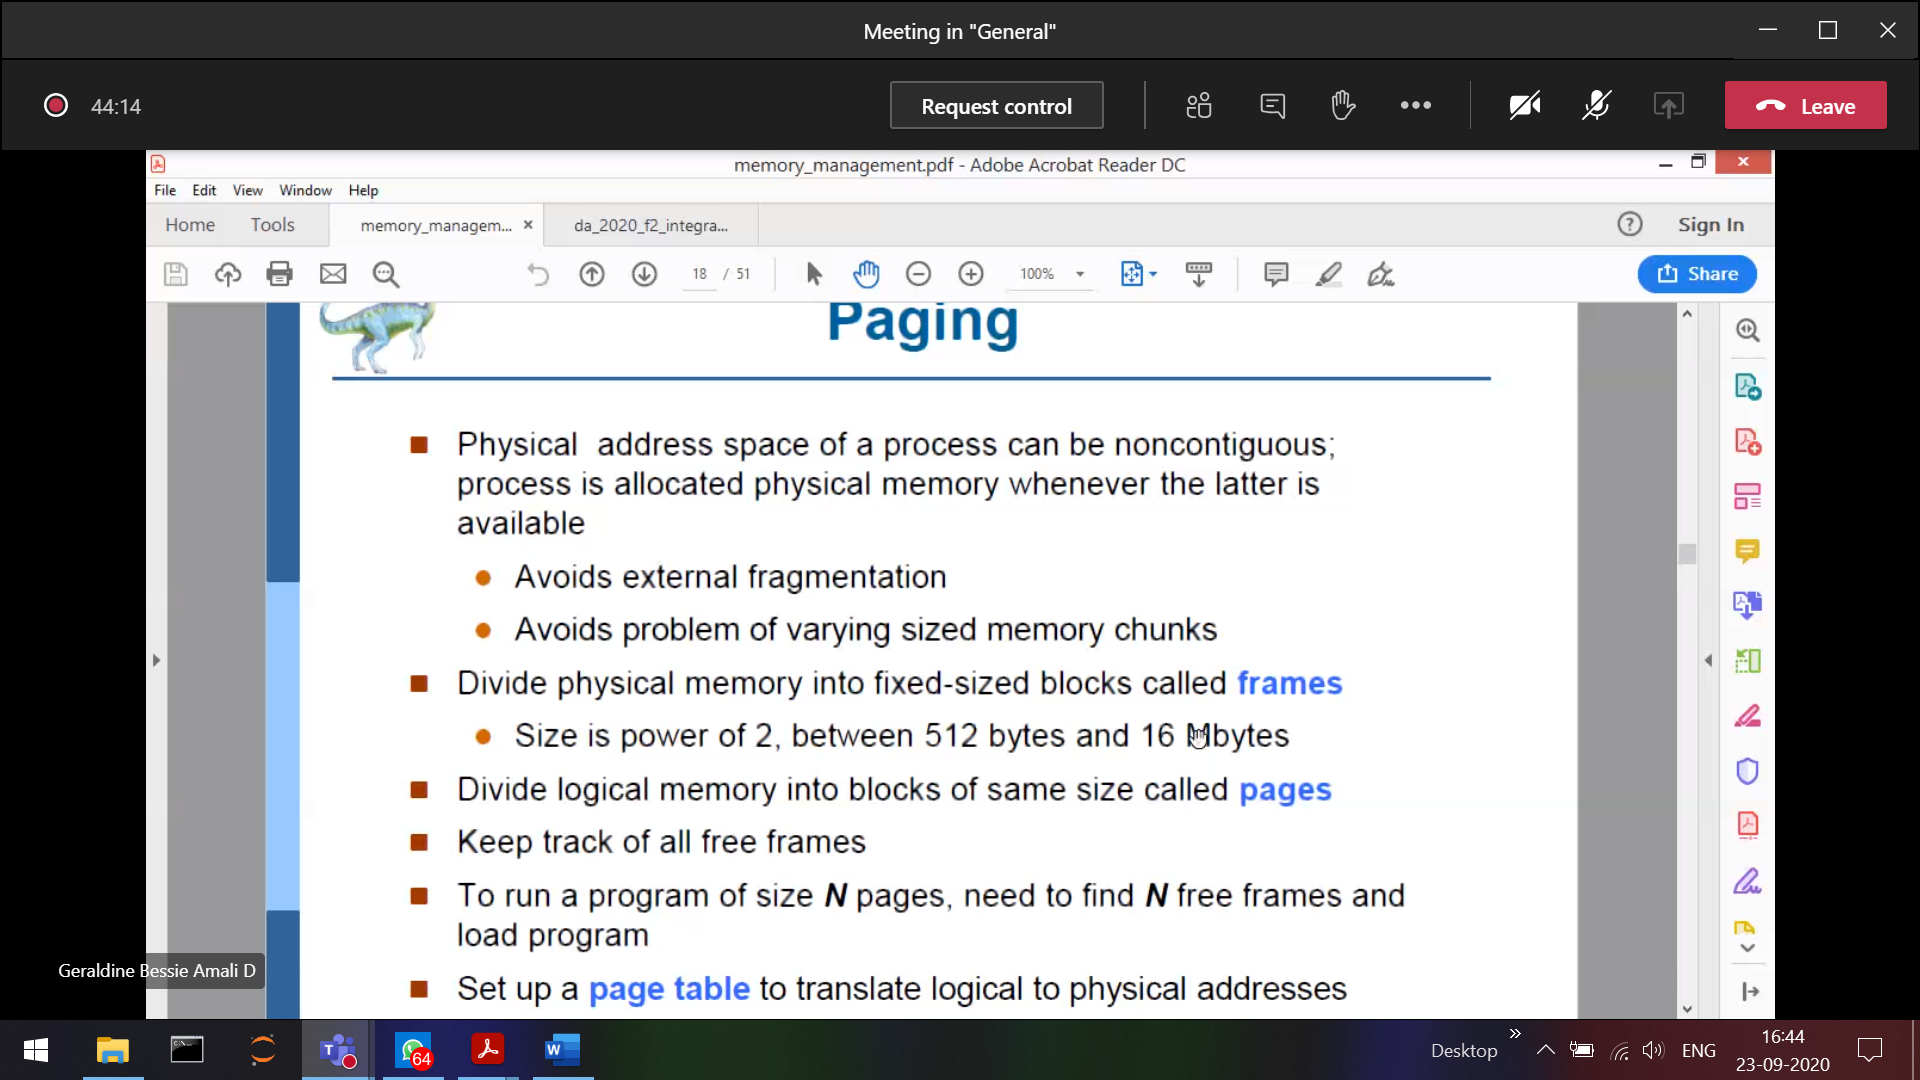 Meeting in "General"
44:14
Request control
Leave
memory_management.pdf - Adobe Acrobat Reader DC
File Edit View Window Help
Home Tools memory_managem... × da_2020_f2_integra... Sign In
18 / 51 100% Share
Paging
Physical address space of a process can be noncontiguous;
process is allocated physical memory whenever the latter is
available
Avoids external fragmentation
Avoids problem of varying sized memory chunks
Divide physical memory into fixed-sized blocks called frames
Size is power of 2, between 512 bytes and 16 Mbytes
Divide logical memory into blocks of same size called pages
Keep track of all free frames
To run a program of size N pages, need to find N free frames and
load program
Geraldine Bessie Amali D
Set up a page table to translate logical to physical addresses
64
Desktop
ENG
16:44
23-09-2020